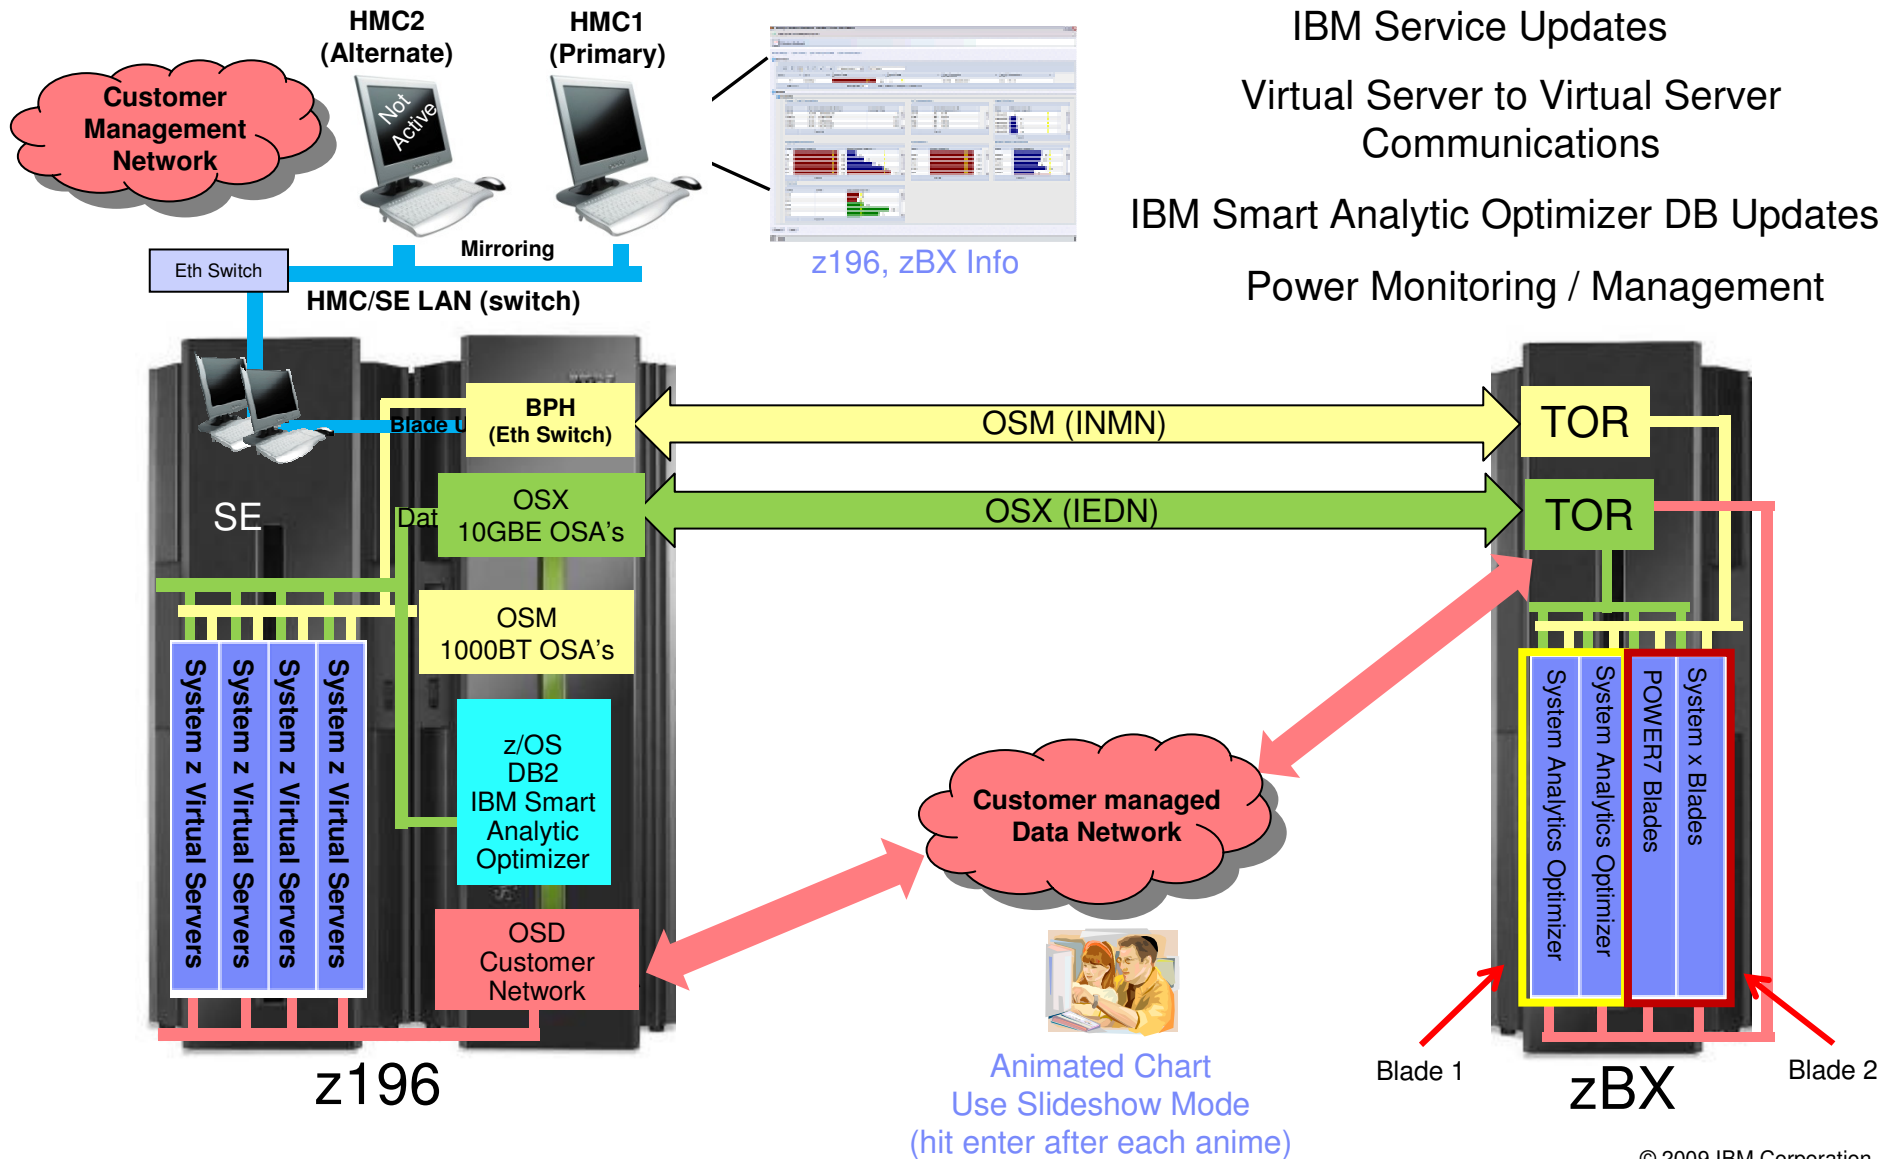 HMC2
(Alternate)
HMC1
(Primary)
IBM Service Updates
Customer
Management
Network
Not
Active
Virtual Server to Virtual Server
Communications
IBM Smart Analytic Optimizer DB Updates
Mirroring
Eth Switch
z196, zBX Info
HMC/SE LAN (switch)
Power Monitoring / Management
BPH
(Eth Switch)
Blade U
OSM (INMN)
TOR
SE
Dat
OSX
10GBE OSA's
OSX (IEDN)
TOR
OSM
1000BT OSA's
System z Virtual Servers
System z Virtual Servers
System z Virtual Servers
System z Virtual Servers
z/OS
DB2
IBM Smart
Analytic
Optimizer
Customer managed
Data Network
System Analytics Optimizer
System Analytics Optimizer
POWER7 Blades
System x Blades
OSD
Customer
Network
z196
Animated Chart
Use Slideshow Mode
(hit enter after each anime)
Blade 1
zBX
Blade 2
© 2009 IBM Corporation